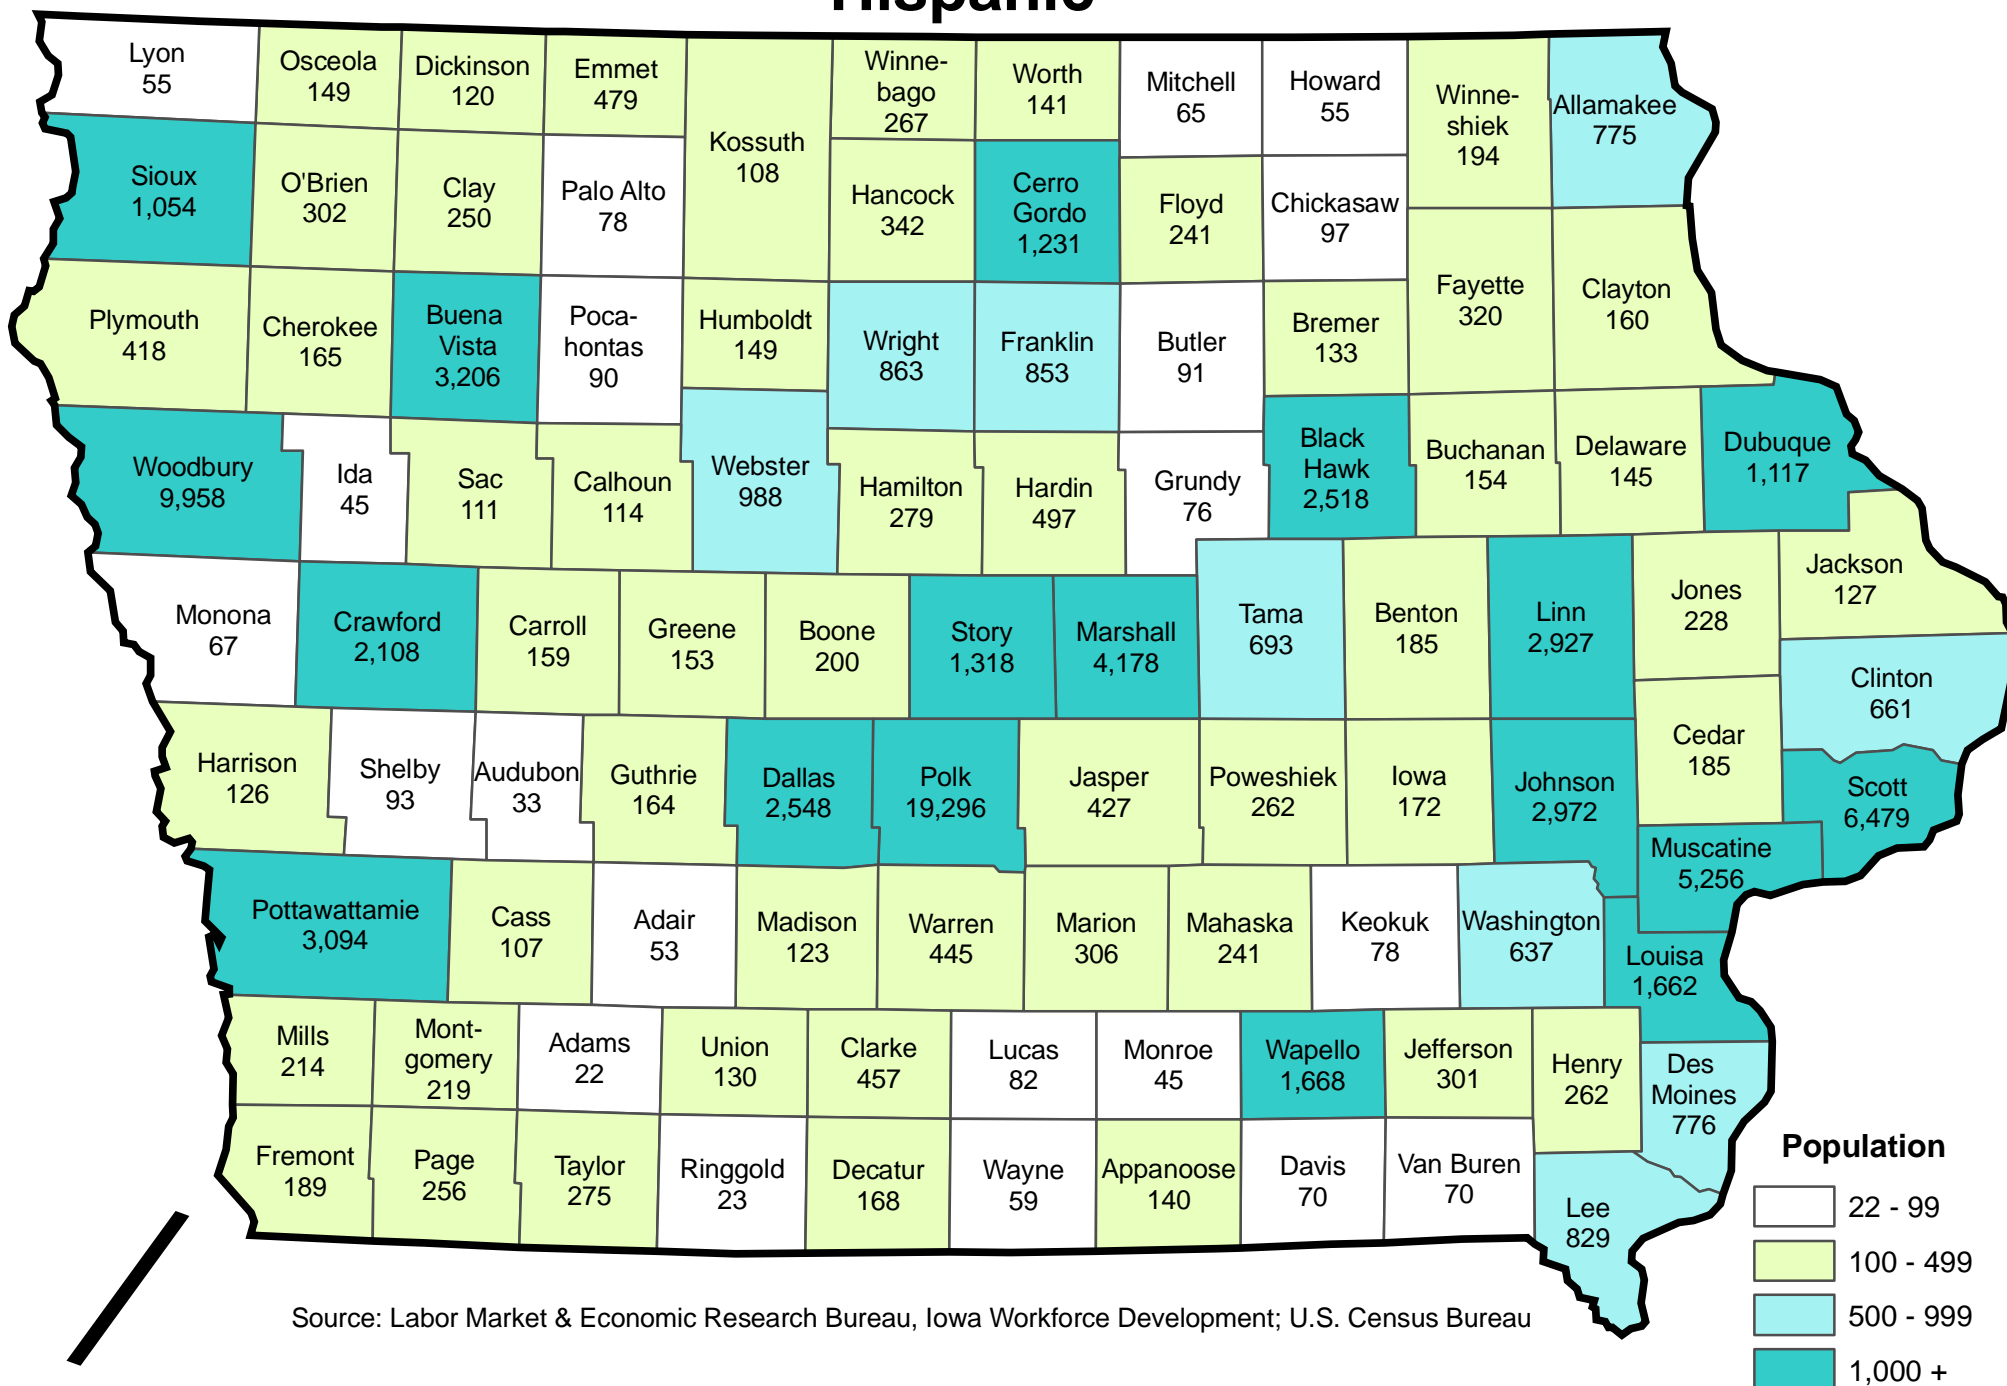 Hispanic
Lyon
55
Osceola
149
Dickinson
120
Emmet
479
Kossuth
108
Winne-
bago
267
Worth
141
Mitchell
65
Howard
55
Winne-
shiek
194
Allamakee
775
Sioux
1,054
O'Brien
302
Clay
250
Palo Alto
78
Hancock
342
Cerro
Gordo
1,231
Floyd
241
Chickasaw
97
Fayette
320
Clayton
160
Plymouth
418
Cherokee
165
Buena
Vista
3,206
Poca-
hontas
90
Humboldt
149
Wright
863
Franklin
853
Butler
91
Bremer
133
Woodbury
9,958
Ida
45
Sac
111
Calhoun
114
Webster
988
Hamilton
279
Hardin
497
Grundy
76
Black
Hawk
2,518
Buchanan
154
Delaware
145
Dubuque
1,117
Monona
67
Crawford
2,108
Carroll
159
Greene
153
Boone
200
Story
1,318
Marshall
4,178
Tama
693
Benton
185
Linn
2,927
Jones
228
Jackson
127
Clinton
661
Harrison
126
Shelby
93
Audubon
33
Guthrie
164
Dallas
2,548
Polk
19,296
Jasper
427
Poweshiek
262
Iowa
172
Johnson
2,972
Cedar
185
Scott
6,479
Muscatine
5,256
Pottawattamie
3,094
Cass
107
Adair
53
Madison
123
Warren
445
Marion
306
Mahaska
241
Keokuk
78
Washington
637
Louisa
1,662
Mills
214
Mont-
gomery
219
Adams
22
Union
130
Clarke
457
Lucas
82
Monroe
45
Wapello
1,668
Jefferson
301
Henry
262
Des
Moines
776
Fremont
189
Page
256
Taylor
275
Ringgold
23
Decatur
168
Wayne
59
Appanoose
140
Davis
70
Van Buren
70
Lee
829
Population
22 - 99
100 - 499
500 - 999
1,000 +
Source: Labor Market & Economic Research Bureau, Iowa Workforce Development; U.S. Census Bureau